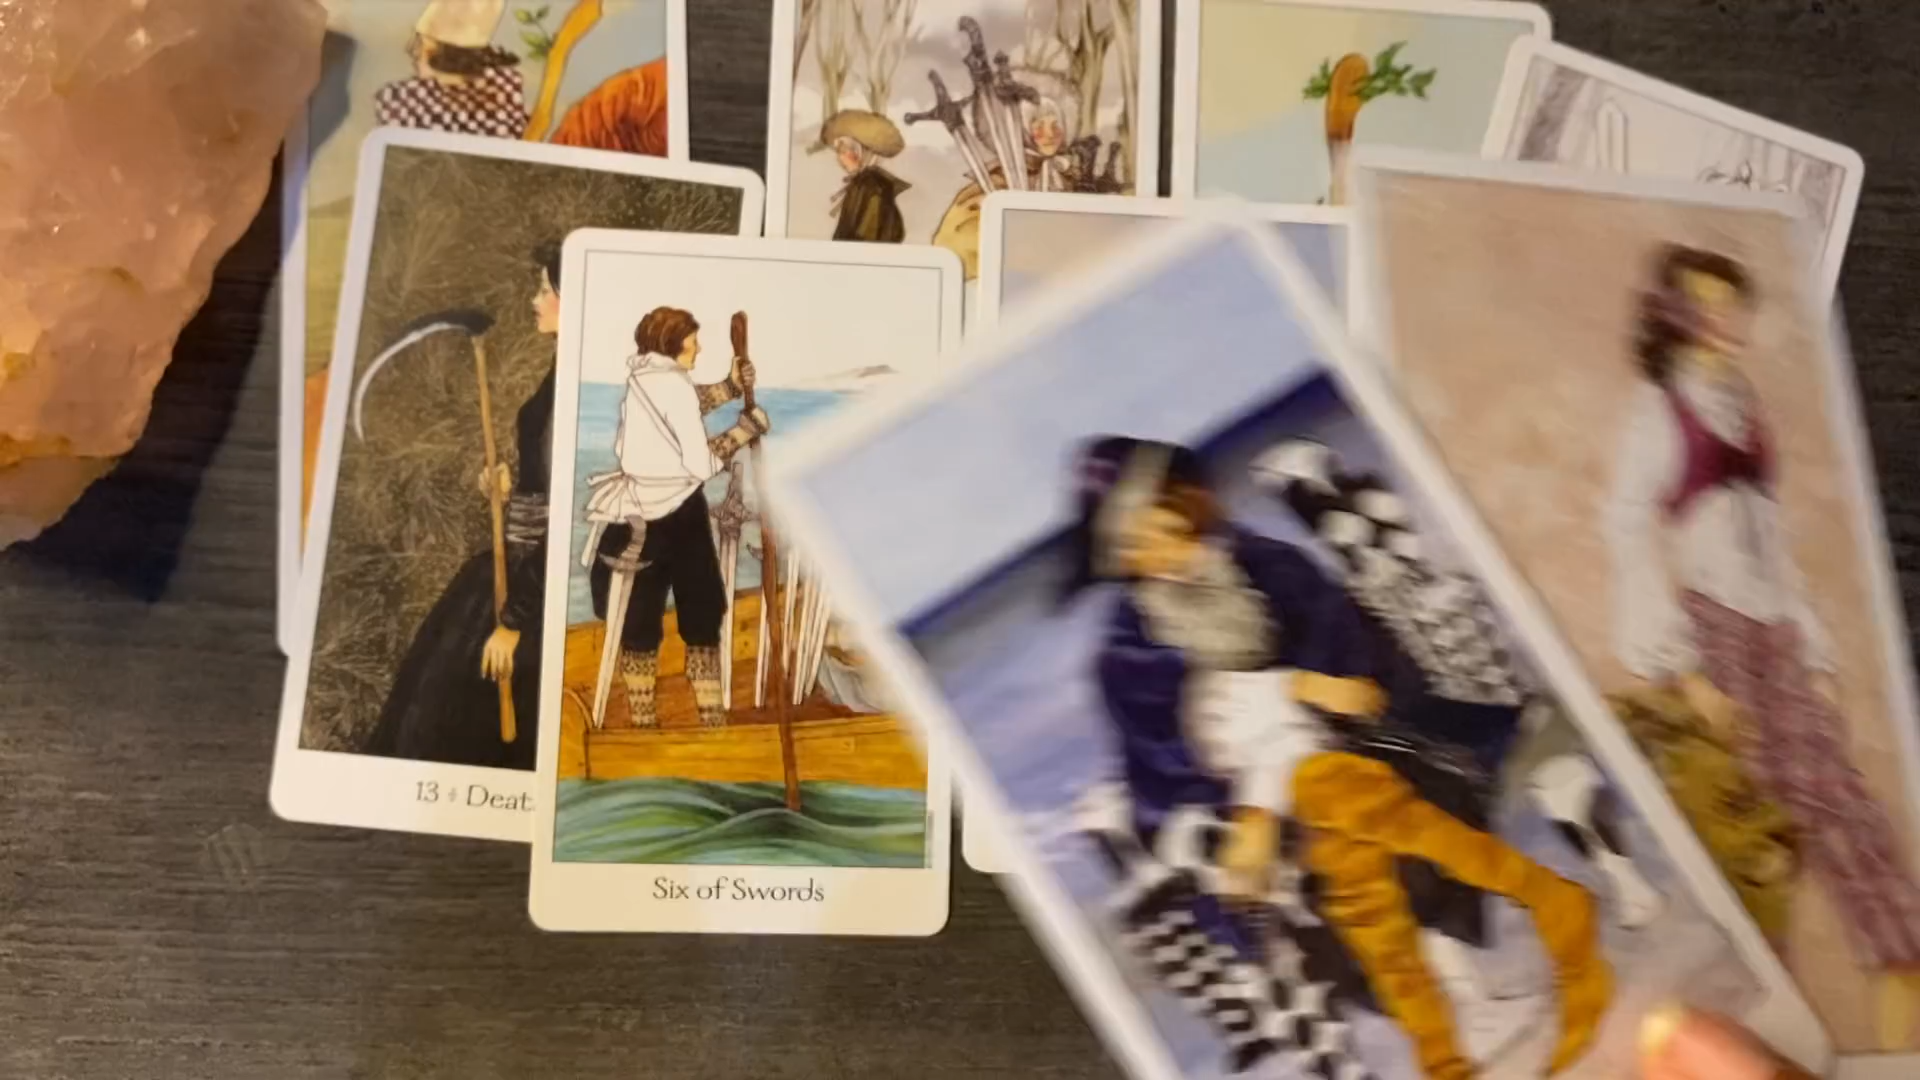 13 ⸸ Deat
Six of Swords